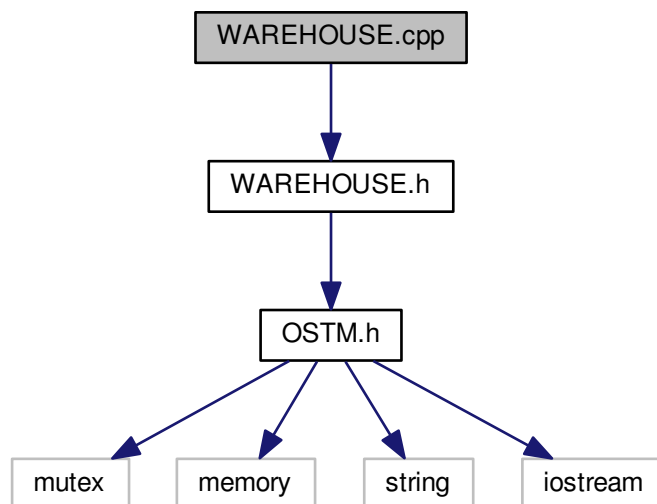 WAREHOUSE.cpp
WAREHOUSE.h
OSTM.h
mutex
memory
string
iostream